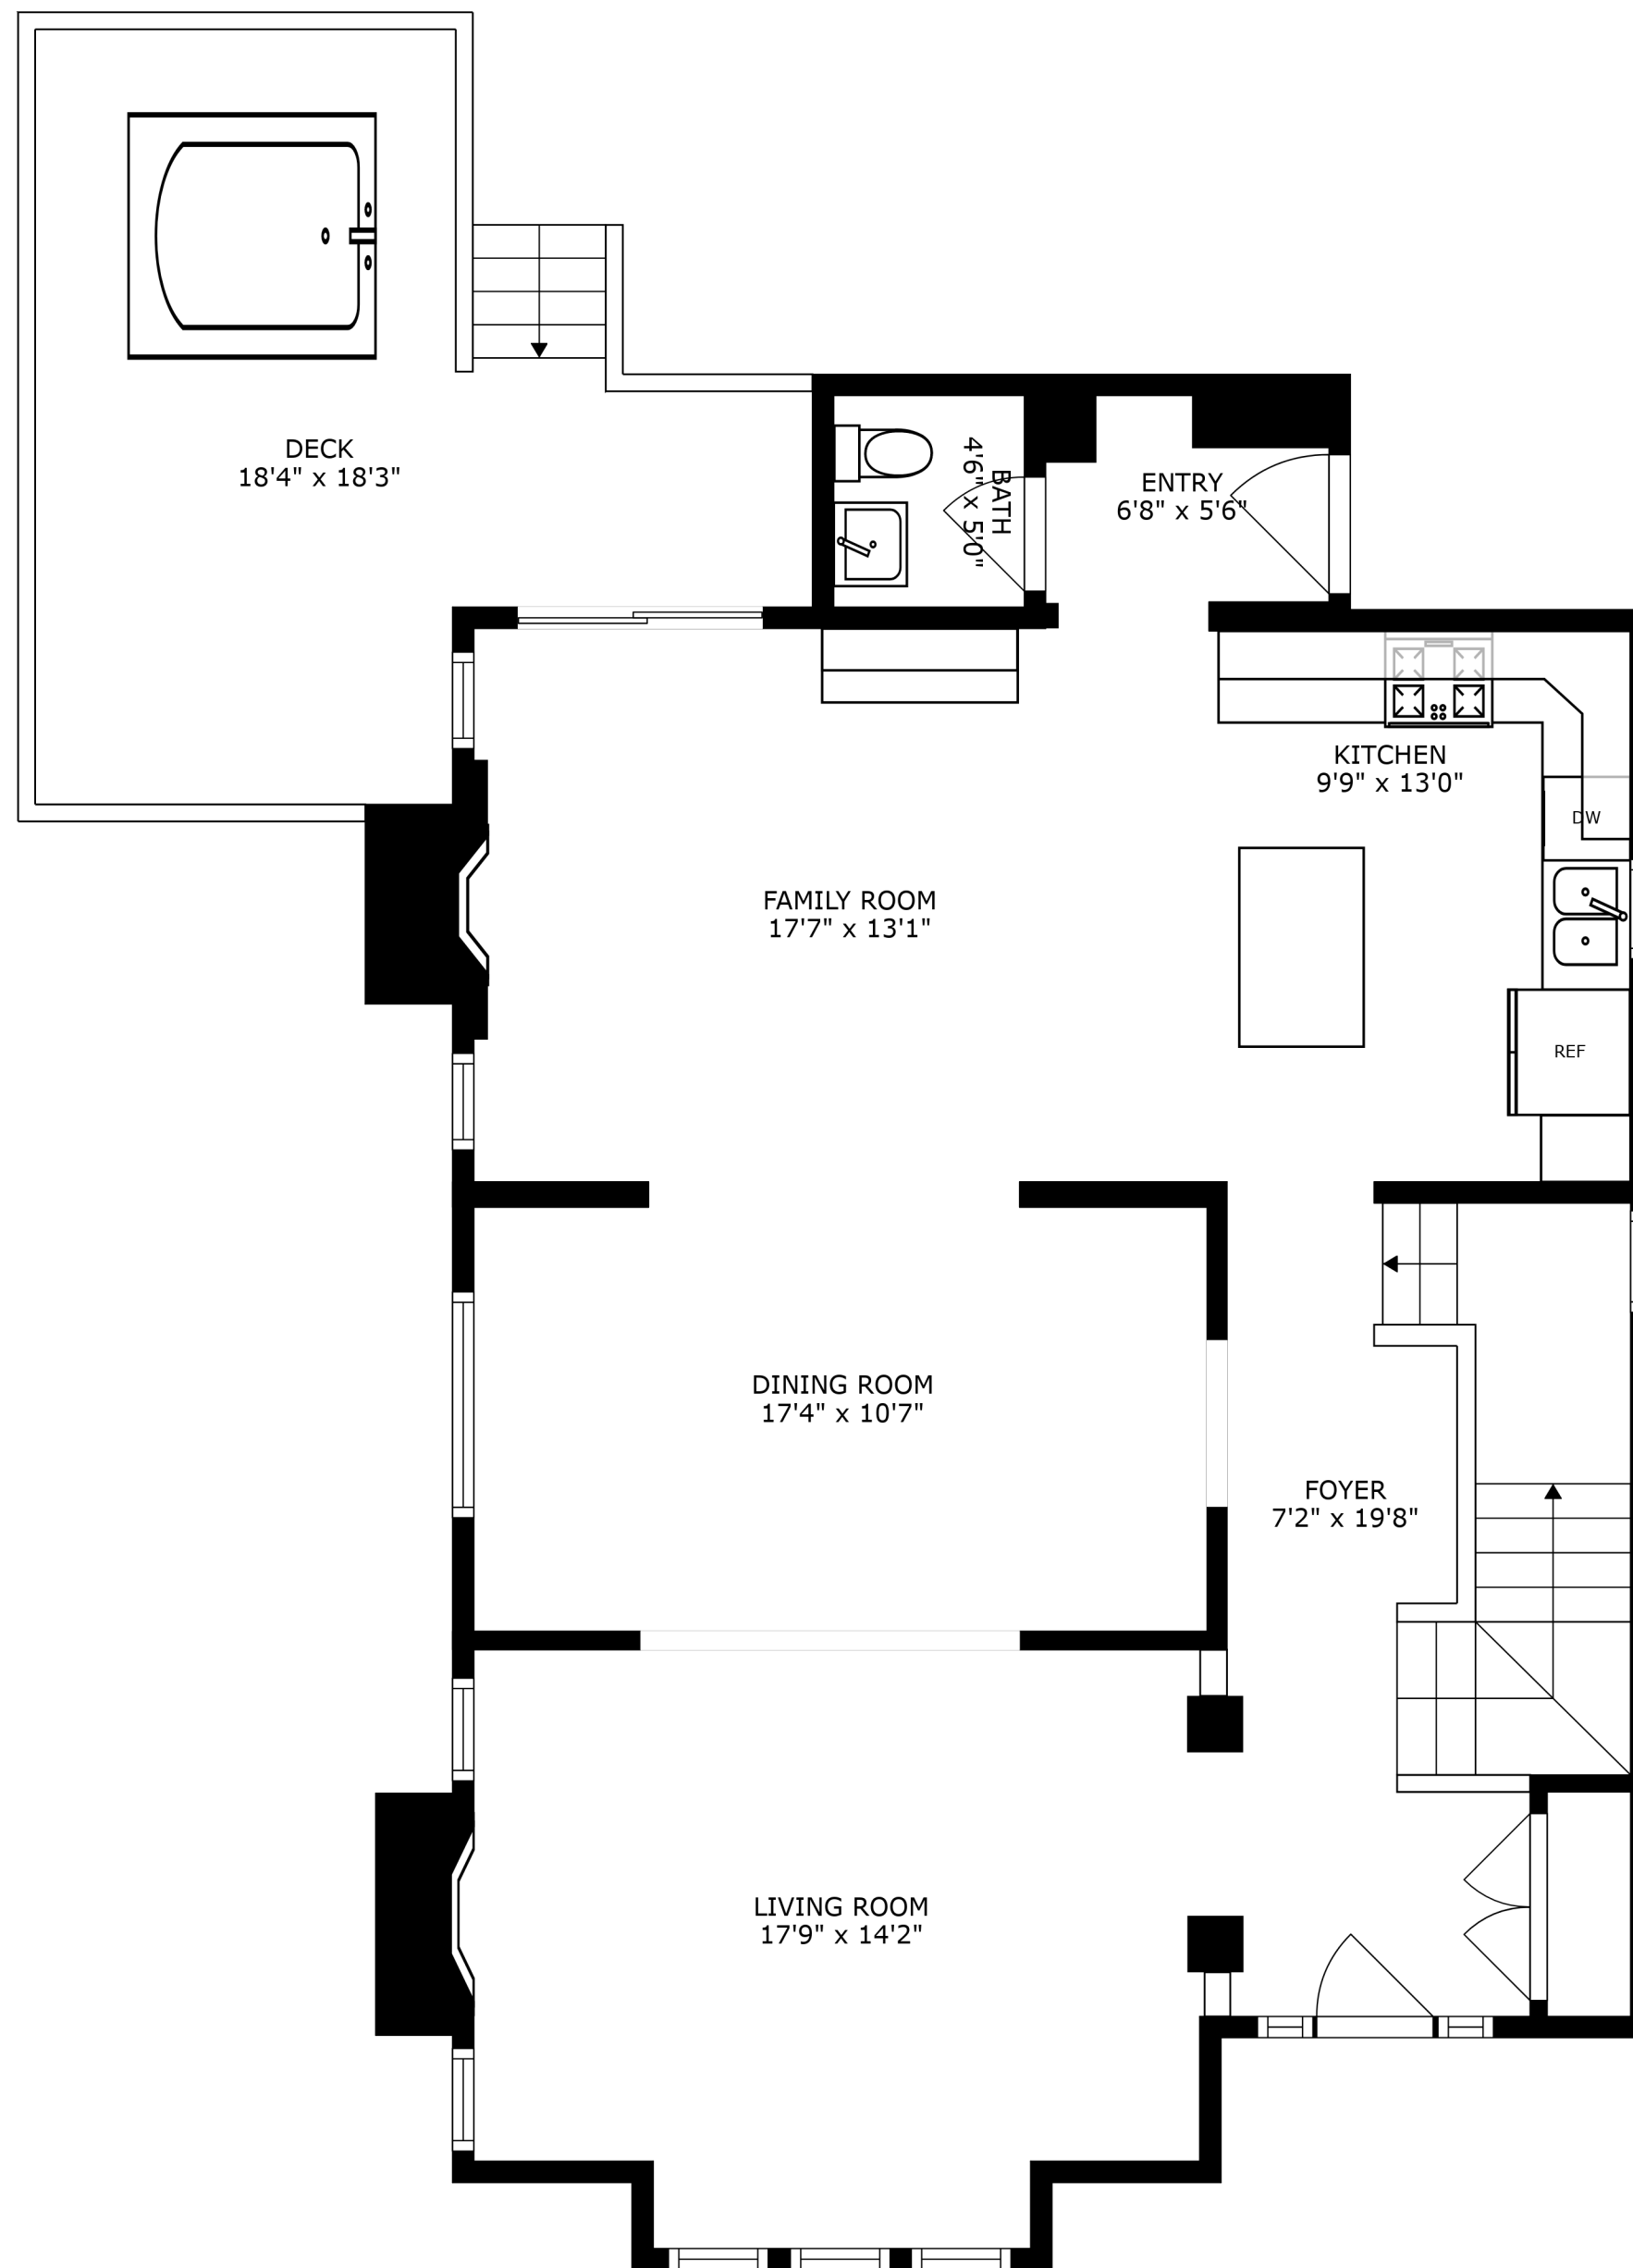 DECK
18'4" x 18'3"
BATH
4'6" x 5'0"
ENTRY
6'8" x 5'6"
KITCHEN
9'9" x 13'0"
DW
FAMILY ROOM
17'7" x 13'1"
REF
DINING ROOM
17'4" x 10'7"
FOYER
7'2" x 19'8"
LIVING ROOM
17'9" x 14'2"